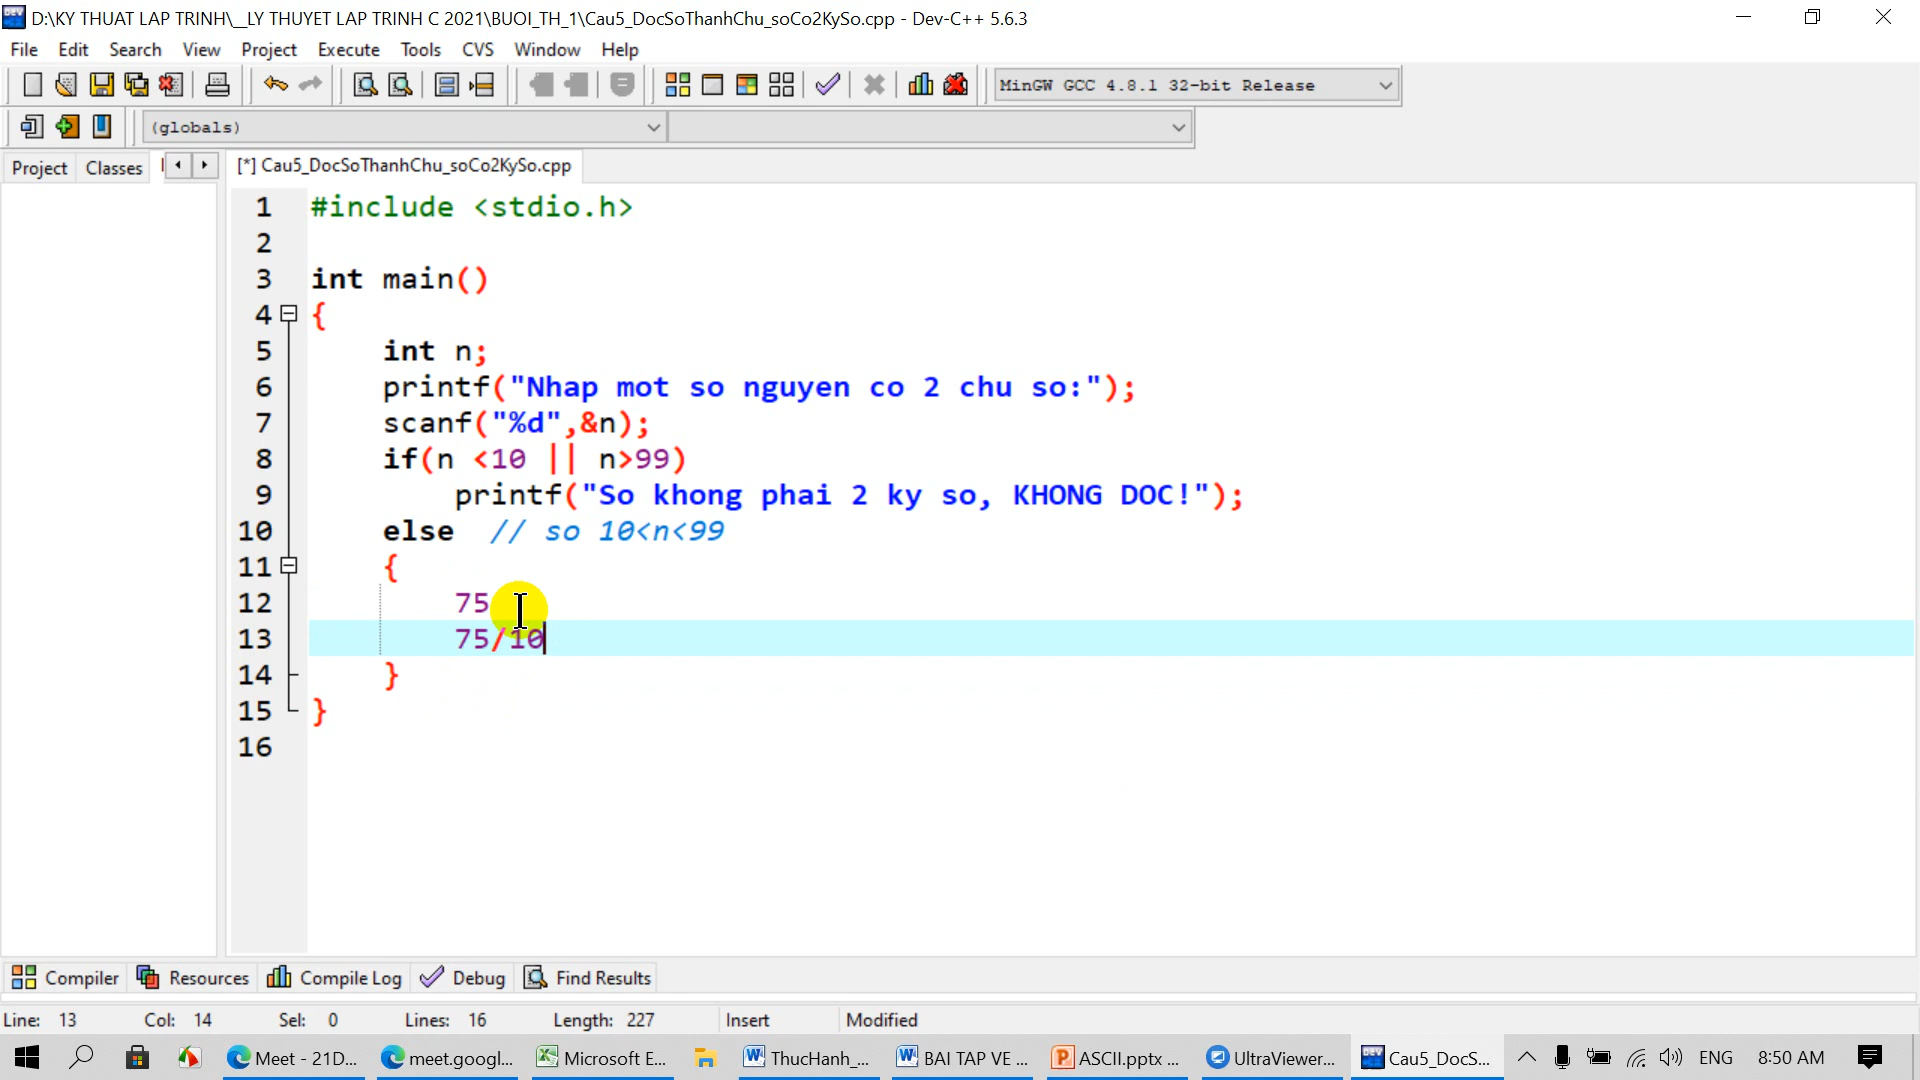 D:\KY THUAT LAP TRINH\__LY THUYET LAP TRINH C 2021\BUOI_TH_1\Cau5_DocSoThanhChu_soCo2KySo.cpp - Dev-C++ 5.6.3
File Edit Search View Project Execute Tools CVS Window Help
MinGW GCC 4.8.1 32-bit Release
(globals)
Project Classes [*] Cau5_DocSoThanhChu_soCo2KySo.cpp
1 #include <stdio.h>
2
3 int main()
4 {
5 int n;
6 printf("Nhap mot so nguyen co 2 chu so:");
7 scanf("%d",&n);
8 if(n <10 || n>99)
9 printf("So khong phai 2 ky so, KHONG DOC!");
10 else // so 10<n<99
11 {
12 75
13 75/10
14 }
15 }
16
Compiler Resources Compile Log Debug Find Results
Line: 13 Col: 14 Sel: 0 Lines: 16 Length: 227 Insert Modified
Meet - 21D... meet.googl... Microsoft E... ThucHanh_... BAI TAP VE ... ASCII.pptx ... UltraViewer... Cau5_DocS... ENG 8:50 AM